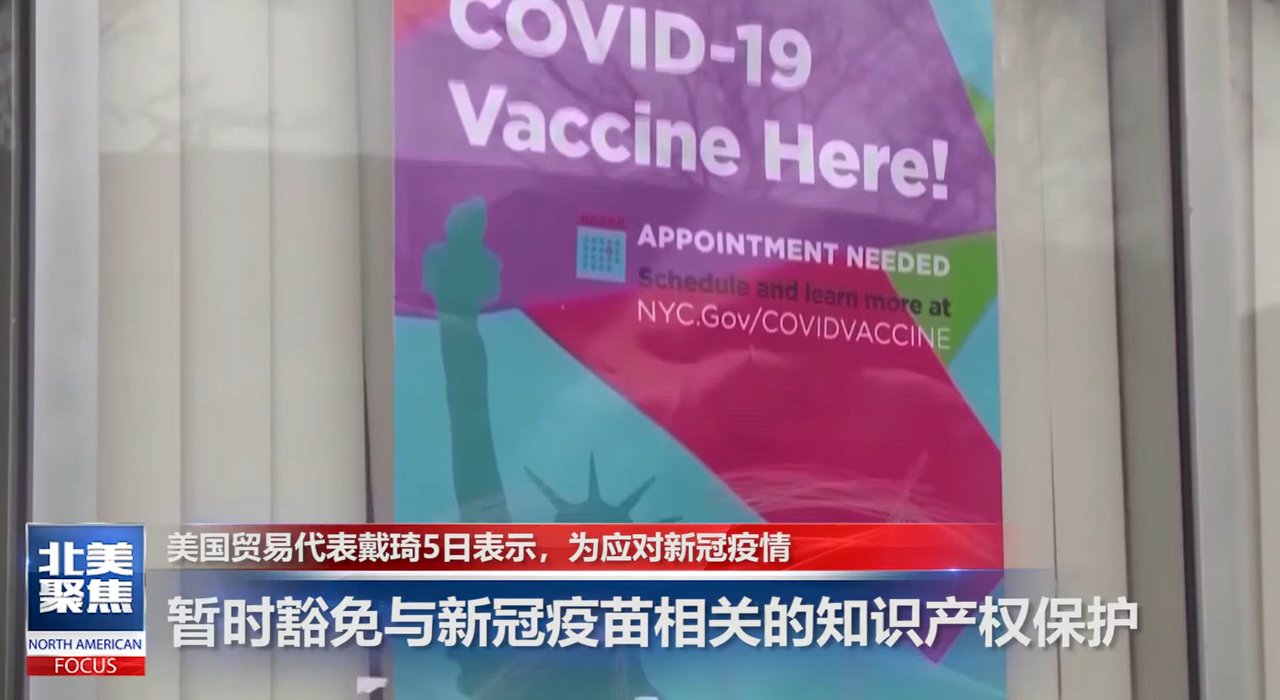 COVID-19
Vaccine Here!
APPOINTMENT NEEDED
Schedule and learn more at
NYC.Gov/COVIDVACCINE
北美
聚焦
NORTH AMERICAN
FOCUS
美国贸易代表戴琦5日表示，为应对新冠疫情
暂时豁免与新冠疫苗相关的知识产权保护